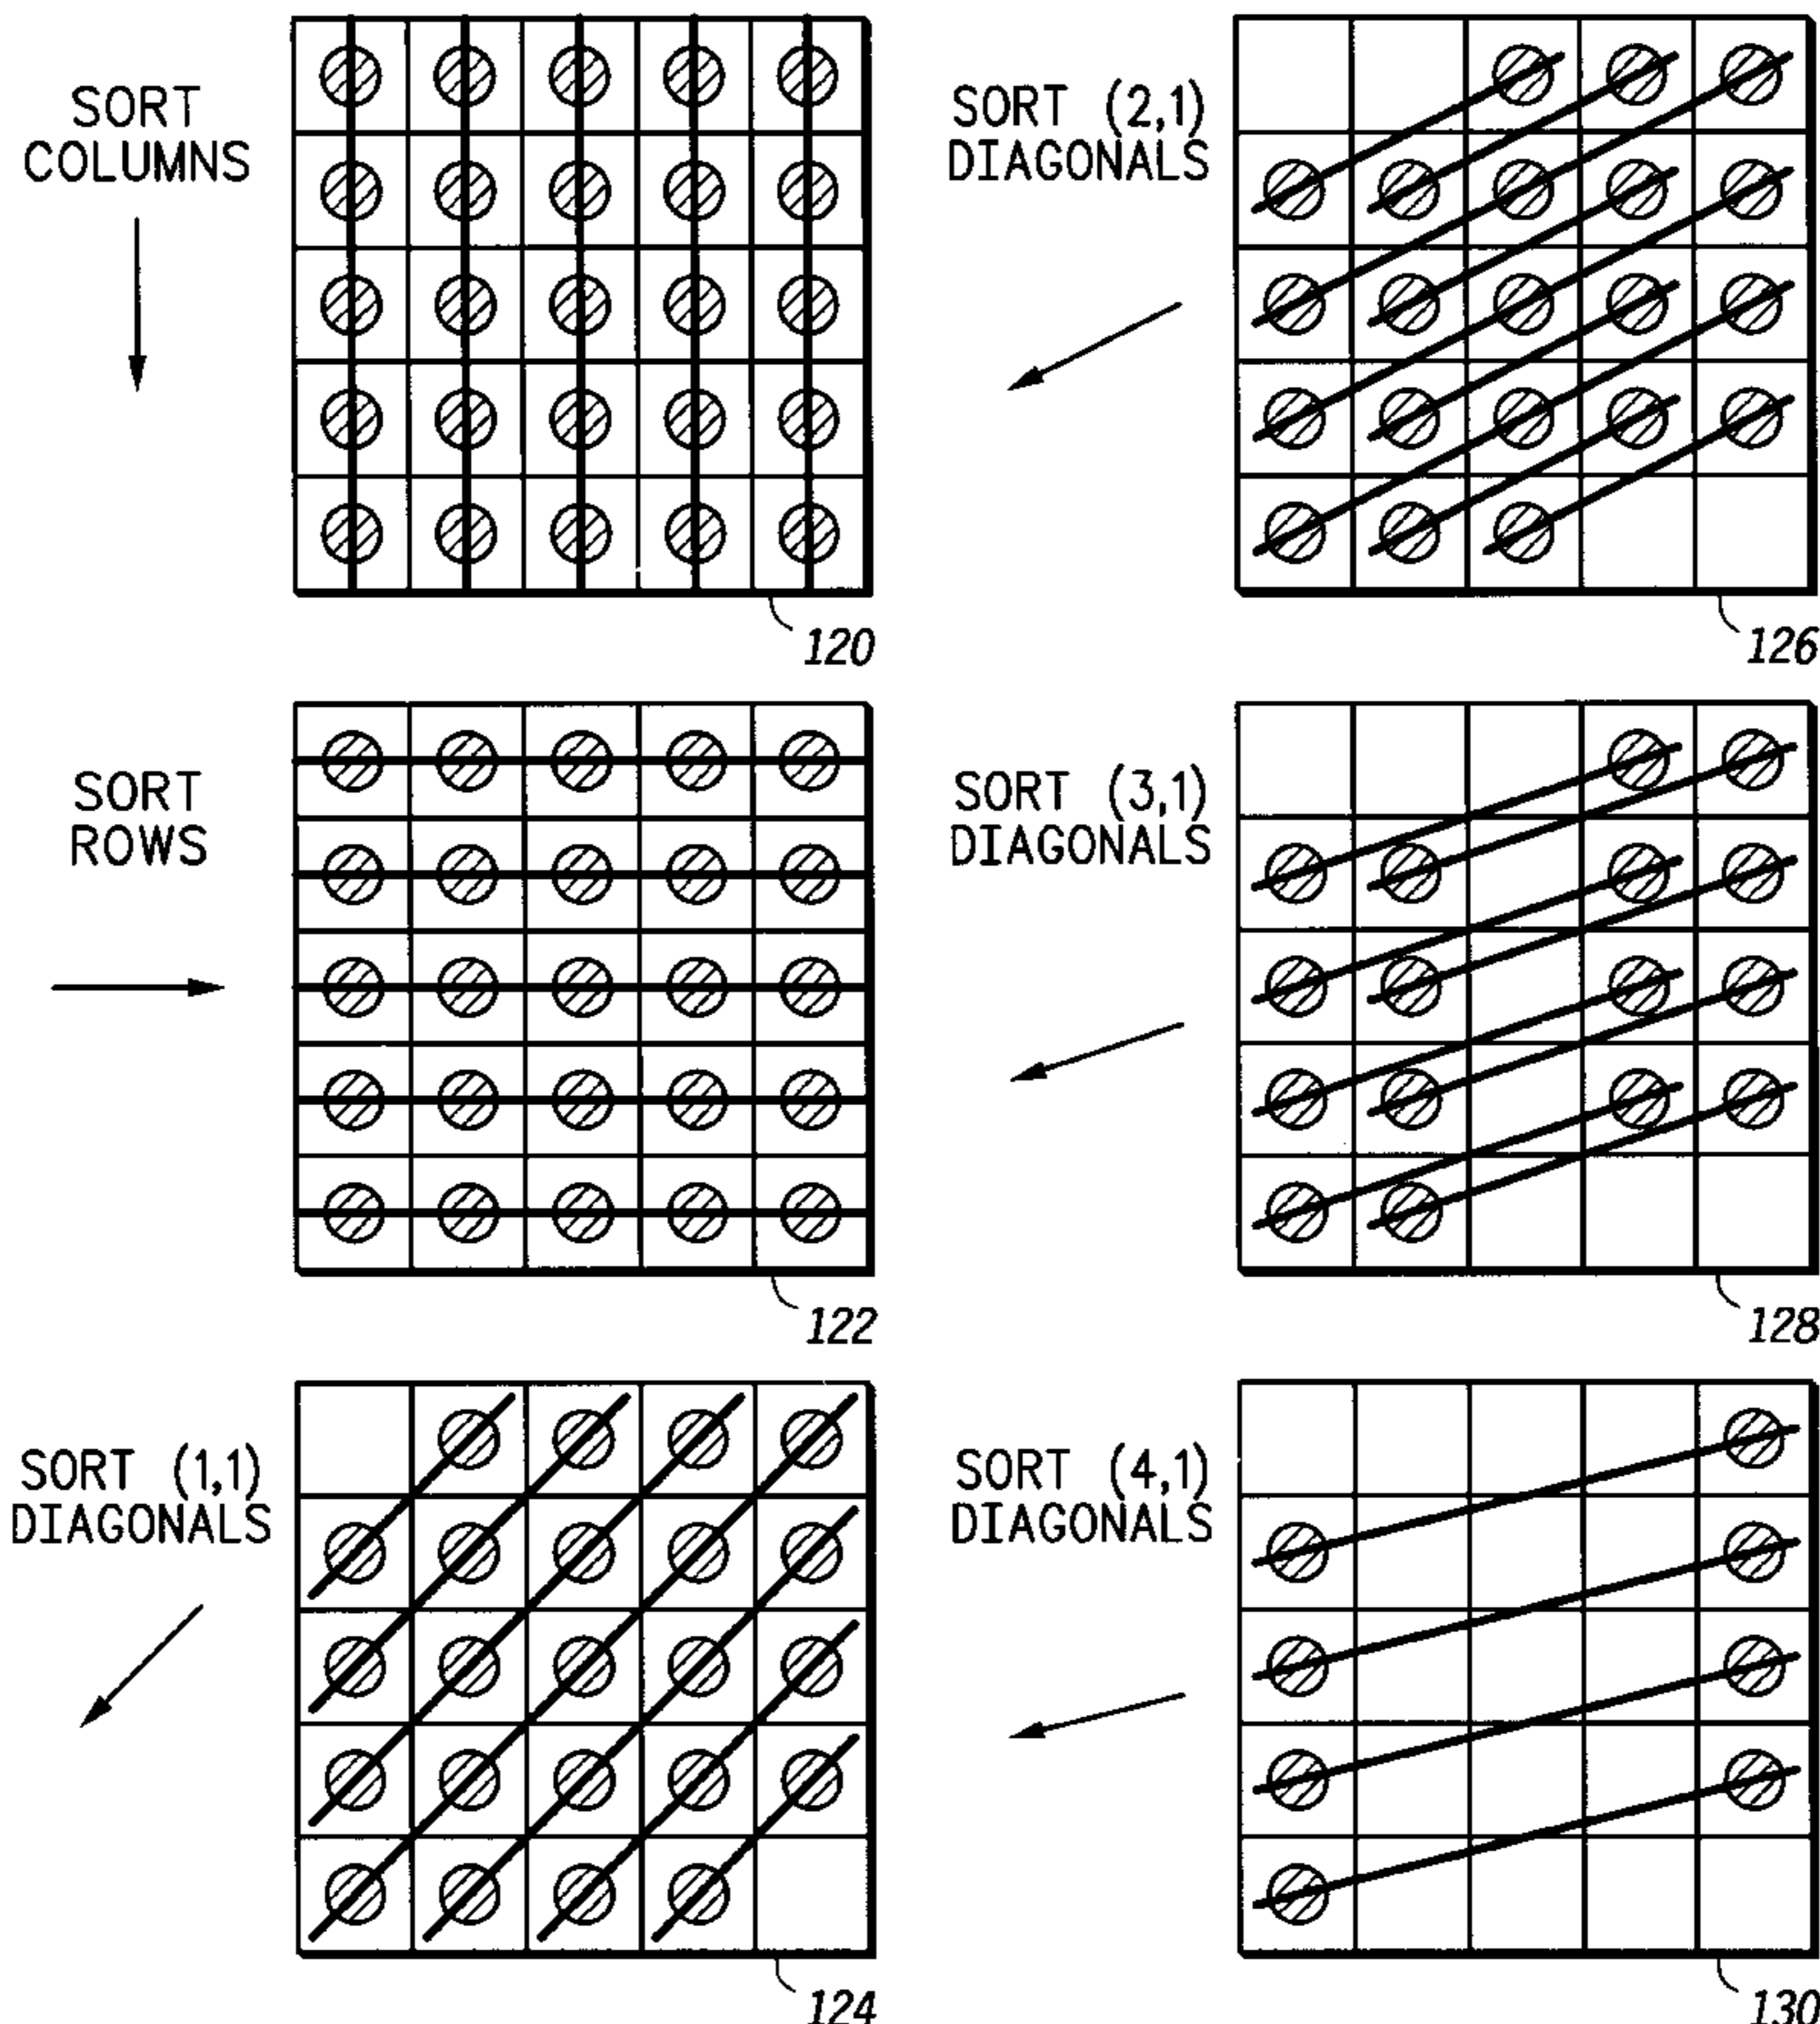 SORT
COLUMNS
120
SORT (2,1)
DIAGONALS
126
SORT
ROWS
122
SORT (3,1)
DIAGONALS
128
SORT (1,1)
DIAGONALS
124
SORT (4,1)
DIAGONALS
130